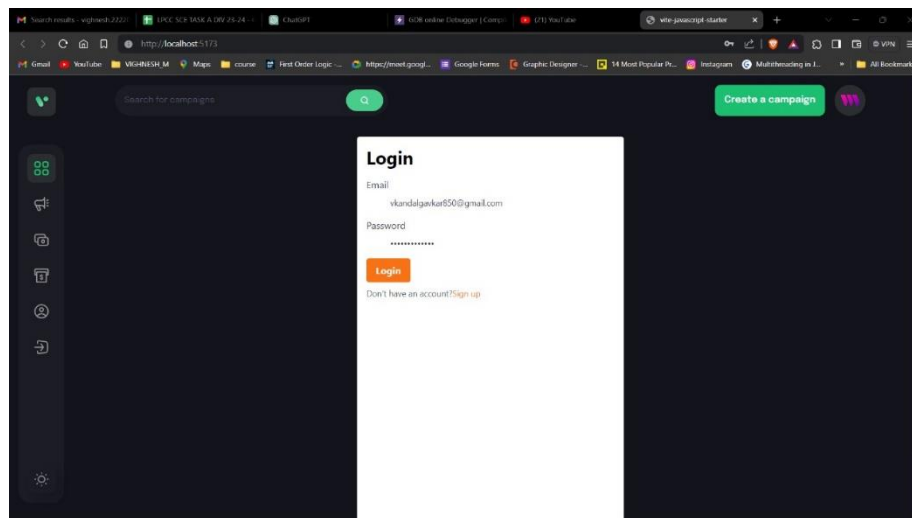 Search results - vighnesh.2222
LPCC SCE TASK A DIV 23-24 -
ChatGPT
GDB online Debugger | Comp
(21) YouTube
vite-javascript-starter
http://localhost:5173
VPN
Gmail
YouTube
VIGHNESH_M
Maps
course
First Order Logic -...
https://meet.googl...
Google Forms
Graphic Designer -...
14 Most Popular Pr...
Instagram
Multithreading in J...
All Bookmark
Search for campaigns
Create a campaign
Login
Email
vkandalgavkar850@gmail.com
Password
Login
Don't have an account?Sign up